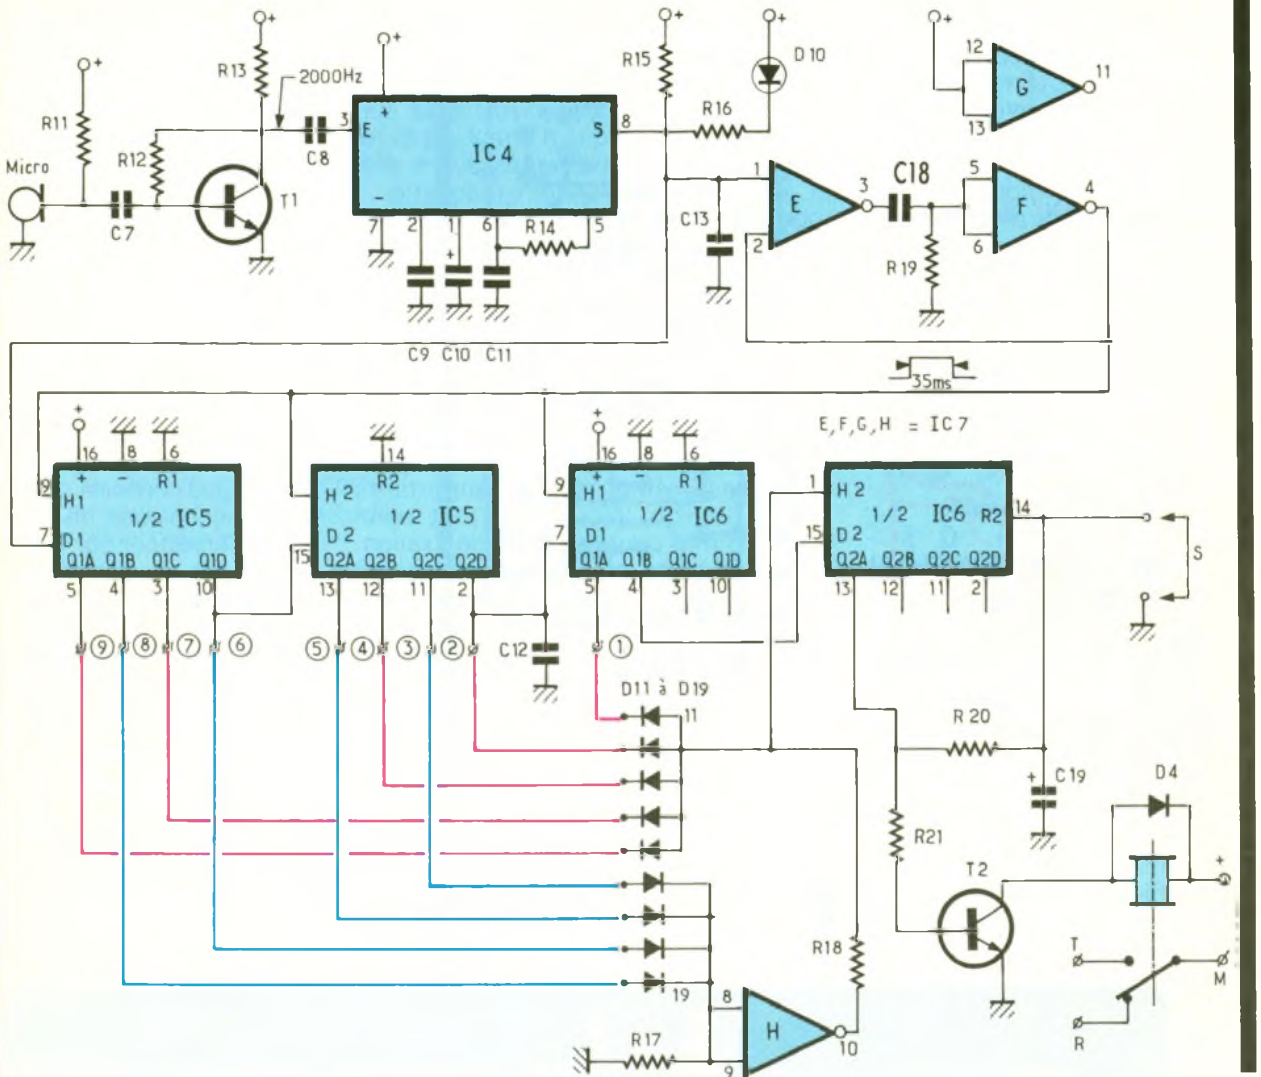 + + + + +
R13 2000Hz R15 D10 12 11
R11 3 E + S 8 R16 G
R12 C8 IC4 13
Micro 1 E 3 C18 5 F 4
C7 T1 - 7 2 1 6 R14 5 C13 2 R19 6
+
C9 C10 C11
35ms
E,F,G,H = IC7
+ 16 8 6 14 + 16 8 6
9 H1 + - R1 H2 R2 9 H1 + - R1 1 H2
1/2 IC5 1/2 IC5 1/2 IC6 1/2 IC6 R2 14
7 D1 15 D2 7 D1 15 D2
Q1A Q1B Q1C Q1D Q2A Q2B Q2C Q2D Q1A Q1B Q1C Q1D Q2A Q2B Q2C Q2D
5 4 3 10 13 12 11 2 5 4 3 10 13 12 11 2
S
9 8 7 6 5 4 3 2 C12 1
D11 à D19
11
R20
+ C19 D4
R21
T2 +
R18
T M
19
8 H
R17 10 R
9